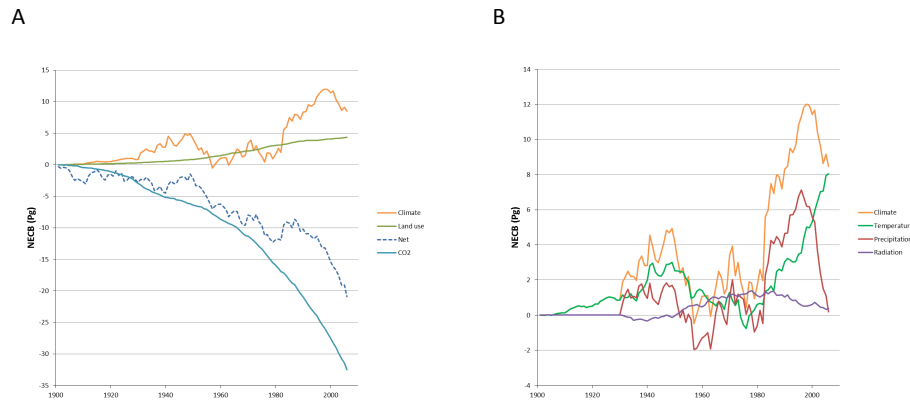 A
B
NECB (Pg)
15
10
5
0
-5
-10
-15
-20
-25
-30
-35
1900
1920
1940
1960
1980
2000
Climate
Land use
Net
CO2
NECB (Pg)
14
12
10
8
6
4
2
0
-2
-4
1900
1920
1940
1960
1980
2000
Climate
Temperatur
Precipitation
Radiation